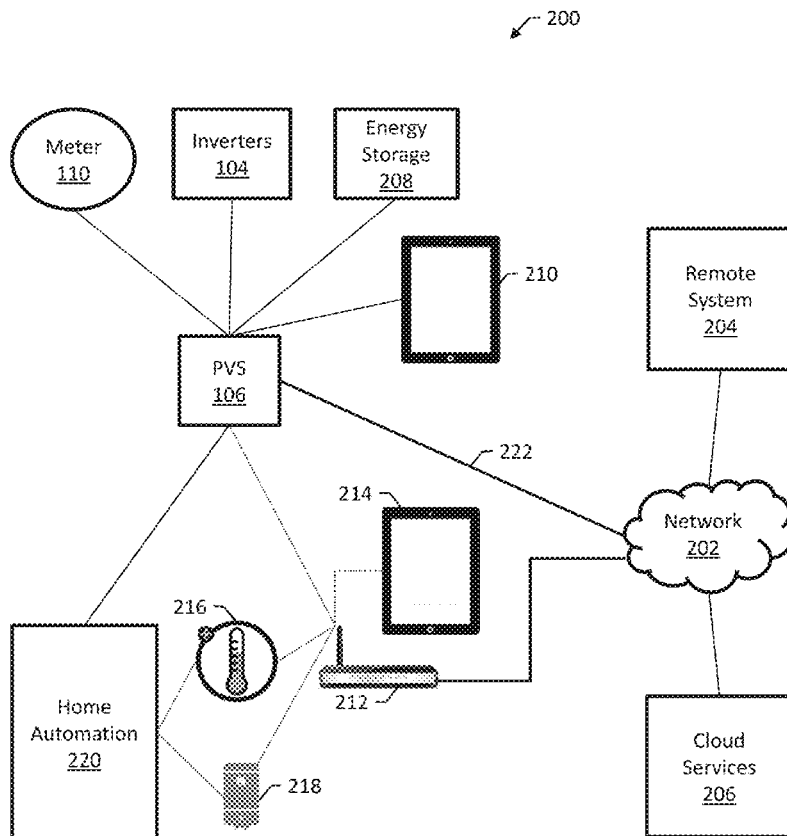 200
Meter
110
Inverters
104
Energy
Storage
208
210
Remote
System
204
PVS
106
222
214
Network
202
216
212
Home
Automation
220
218
Cloud
Services
206